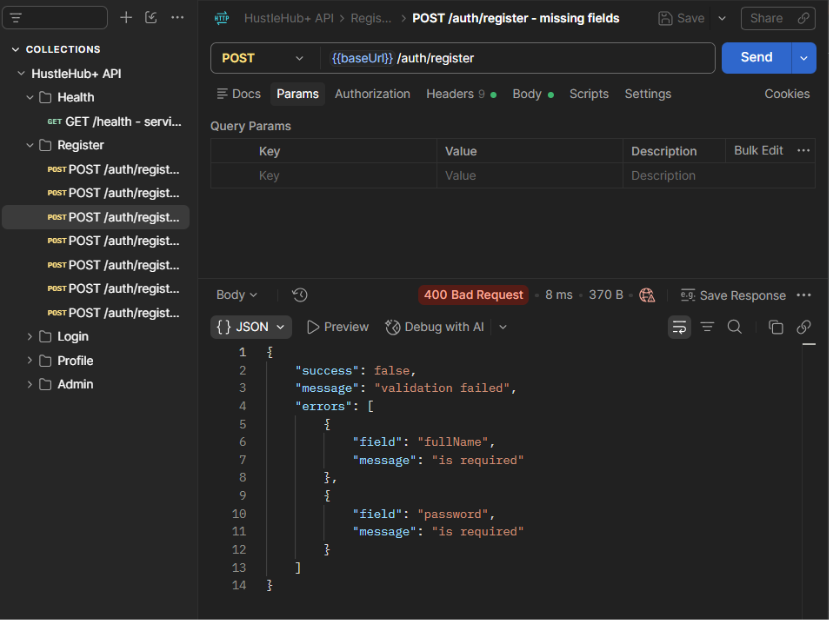 HTTP HustleHub+ API > Regis... > POST /auth/register - missing fields Save Share
COLLECTIONS
HustleHub+ API
Health
GET GET /health - servi...
Register
POST POST /auth/regist...
POST POST /auth/regist...
POST POST /auth/regist...
POST POST /auth/regist...
POST POST /auth/regist...
POST POST /auth/regist...
POST POST /auth/regist...
Login
Profile
Admin
POST {{baseUrl}} /auth/register Send
Docs Params Authorization Headers 9 Body Scripts Settings Cookies
Query Params
Key Value Description Bulk Edit
Key Value Description
Body 400 Bad Request 8 ms 370 B e.g. Save Response
{ } JSON Preview Debug with AI
1 {
2 "success": false,
3 "message": "validation failed",
4 "errors": [
5 {
6 "field": "fullName",
7 "message": "is required"
8 },
9 {
10 "field": "password",
11 "message": "is required"
12 }
13 ]
14 }